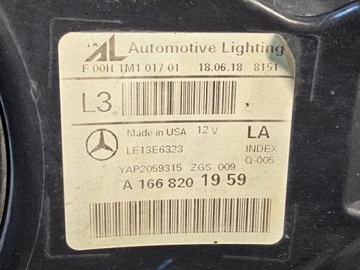 AL Automotive Lighting
F 00H TM1 017 01 18.06.18 8151
L3
Made in USA 12 V LA
LE13E6323 INDEX
Q-005
YAP2059315 ZGS 009
A 166 820 19 59